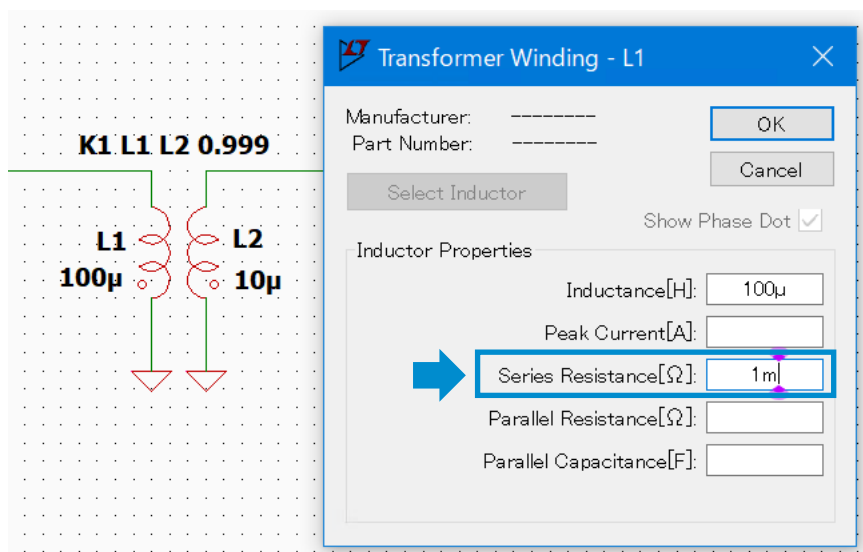 Transformer Winding - L1
Manufacturer: --------
Part Number: --------
OK
Cancel
Select Inductor
Show Phase Dot
Inductor Properties
Inductance[H]: 100µ
Peak Current[A]:
Series Resistance[Ω]: 1m
Parallel Resistance[Ω]:
Parallel Capacitance[F]:
K1 L1 L2 0.999
L1
100µ
L2
10µ